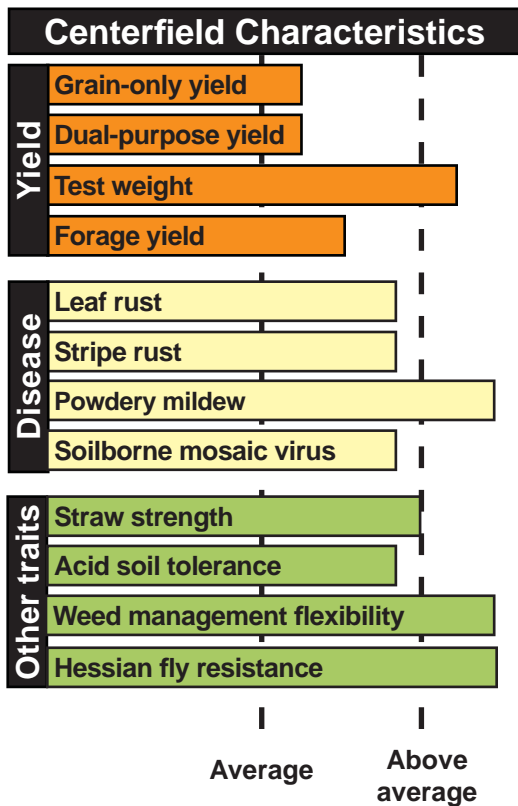 Centerfield Characteristics
Yield
Grain-only yield
Dual-purpose yield
Test weight
Forage yield
Disease
Leaf rust
Stripe rust
Powdery mildew
Soilborne mosaic virus
Other traits
Straw strength
Acid soil tolerance
Weed management flexibility
Hessian fly resistance
Average
Above
average